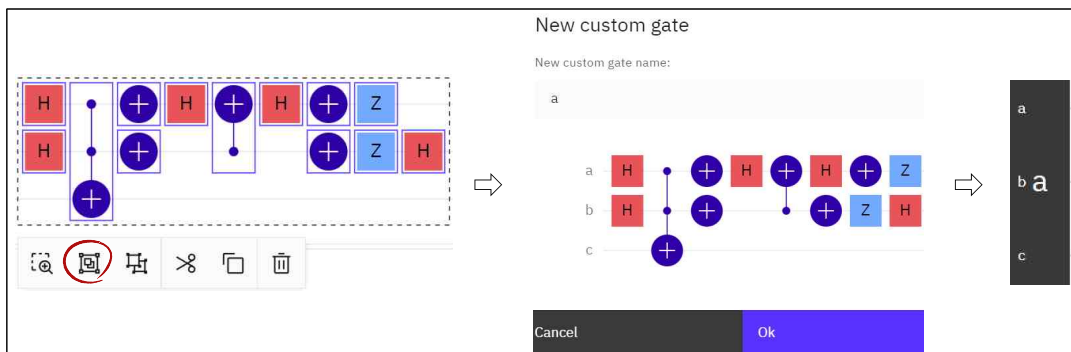 New custom gate
New custom gate name:
a
H H H Z
H Z H
a H H H Z
b H Z H
c
Cancel Ok
a
b a
c